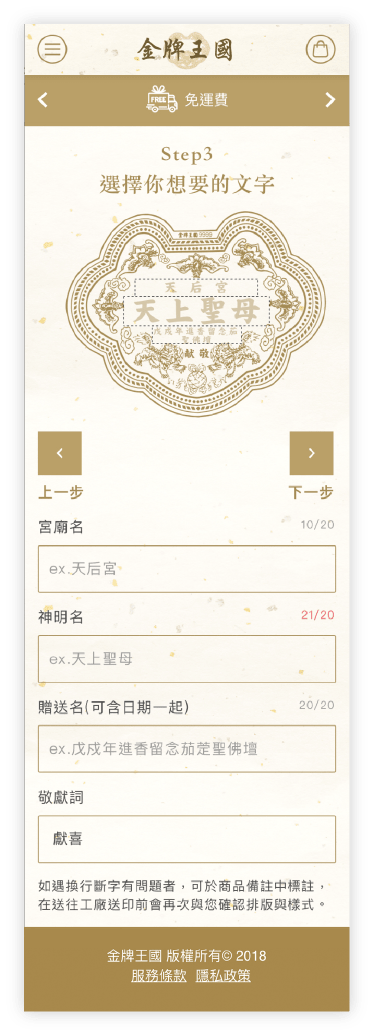 金牌王國
FREE
免運費
Step3
選擇你想要的文字
金牌王國 9999
天后宮
天上聖母
戊戌年進香留念茄
聖佛壇
獻敬
上一步
下一步
宮廟名
10/20
ex.天后宮
神明名
21/20
ex.天上聖母
贈送名(可含日期一起)
20/20
ex.戊戍年進香留念茄萣聖佛壇
敬獻詞
獻喜
如遇換行斷字有問題者，可於商品備註中標註，
在送往工廠送印前會再次與您確認排版與樣式。
金牌王國 版權所有© 2018
服務條款 隱私政策